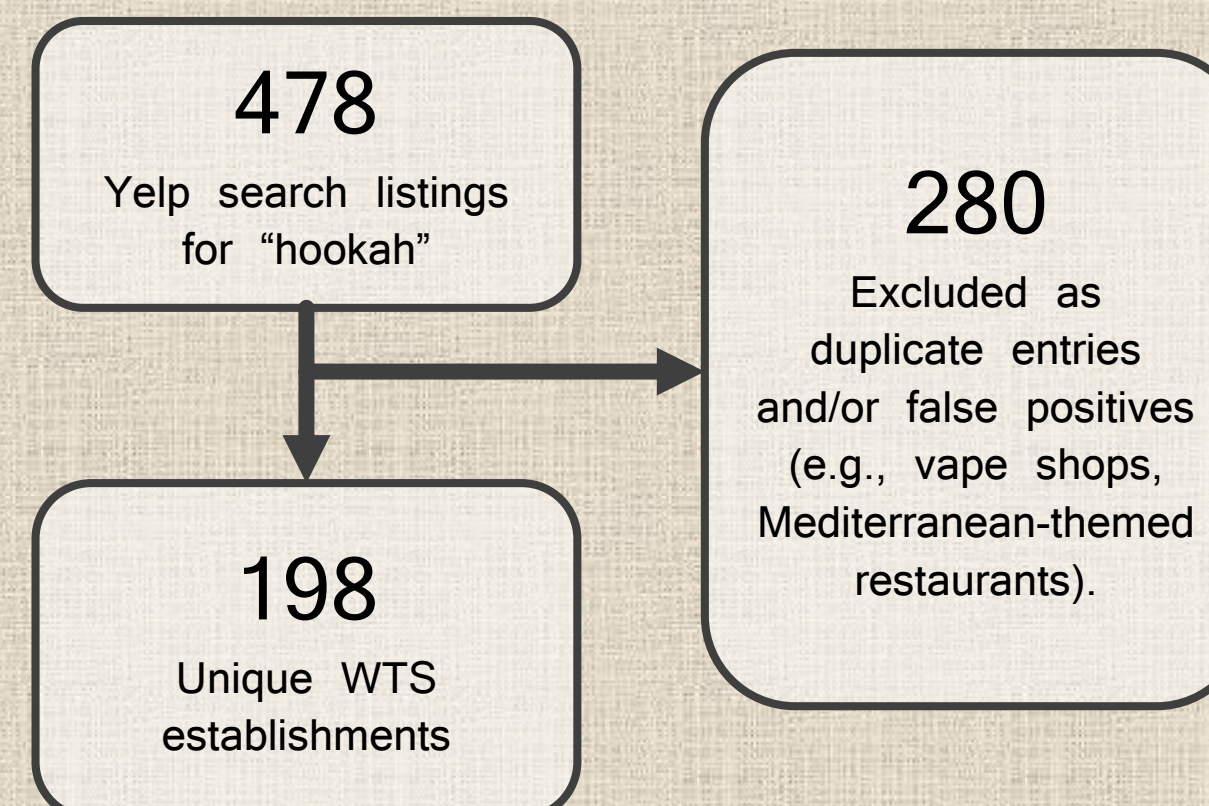 478
Yelp search listings
for “hookah”
280
Excluded as
duplicate entries
and/or false positives
(e.g., vape shops,
Mediterranean-themed
restaurants).
198
Unique WTS
establishments